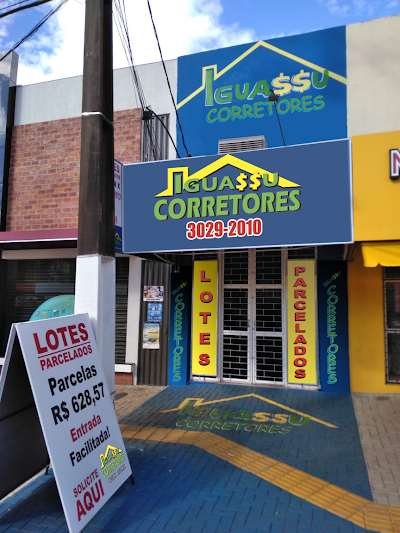 IGUA$$U
CORRETORES
IGUA$$U
CORRETORES
3029-2010
LOTES
PARCELADOS
CORRETORES
IGUA$$U
CORRETORES
LOTES
PARCELADOS
Parcelas
R$ 628,57
Entrada
Facilitada!
SOLICITE
AQUI